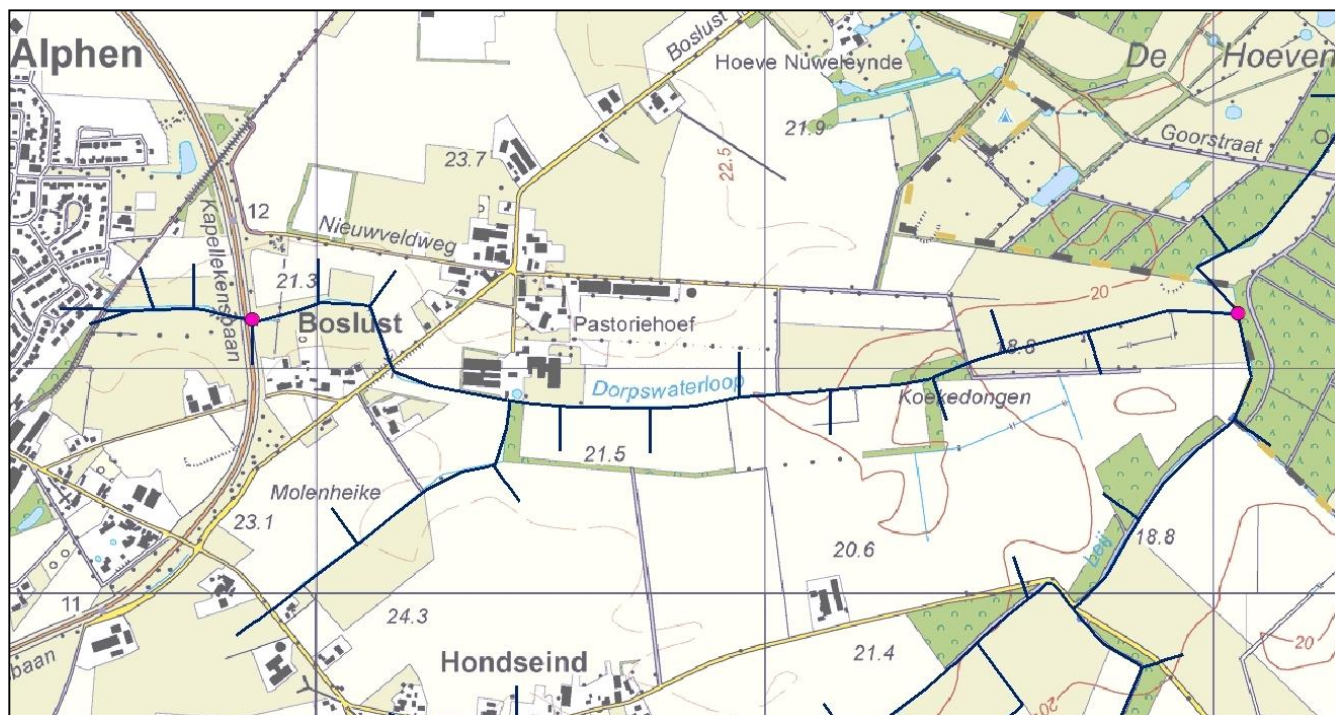 Alphen
Boslust
Hoeve Nuweleynde
De Hoeven
21.9
Goorstraat
23.7
22.5
12
Kapellekensbaan
Nieuwveldweg
21.3
20
Boslust
Pastoriehoef
18.8
Dorpswaterloop
Koekedongen
21.5
Molenheike
23.1
18.8
Leij
20.6
11
24.3
21.4
20
baan
Hondseind
20